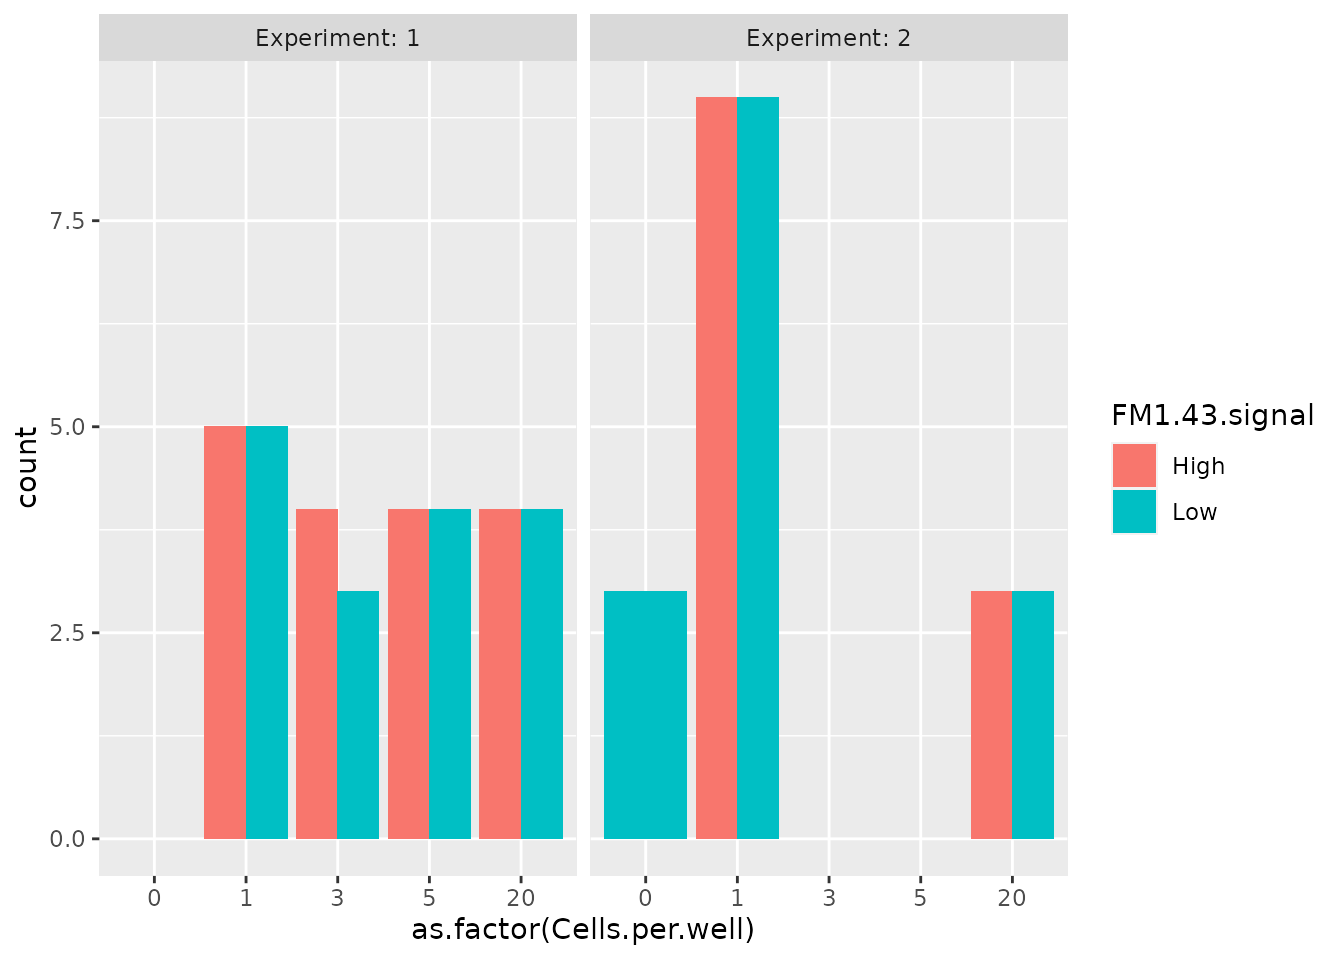 Experiment: 1
Experiment: 2
7.5
5.0
2.5
0.0
count
0 1 3 5 20
0 1 3 5 20
as.factor(Cells.per.well)
FM1.43.signal
High
Low